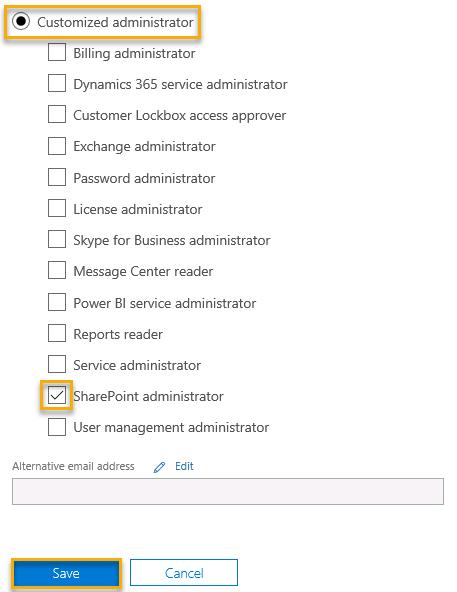 Customized administrator
Billing administrator
Dynamics 365 service administrator
Customer Lockbox access approver
Exchange administrator
Password administrator
License administrator
Skype for Business administrator
Message Center reader
Power BI service administrator
Reports reader
Service administrator
SharePoint administrator
User management administrator
Alternative email address Edit
Save Cancel